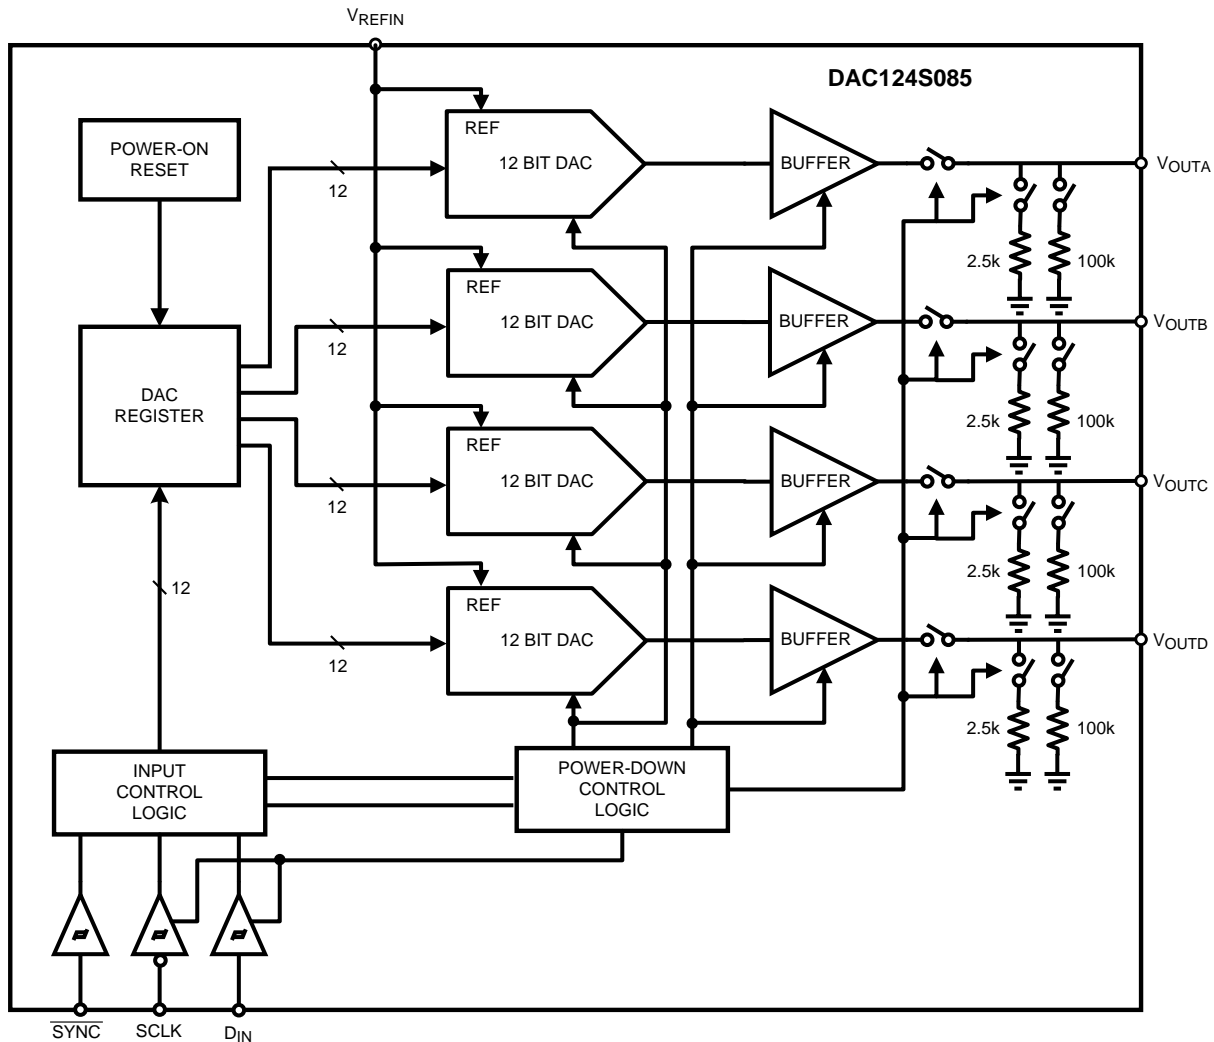 VREFIN
DAC124S085
POWER-ON
RESET
REF
12 BIT DAC
BUFFER
VOUTA
12
2.5k
100k
REF
12 BIT DAC
BUFFER
VOUTB
12
2.5k
100k
DAC
REGISTER
REF
12 BIT DAC
BUFFER
VOUTC
12
2.5k
100k
12
REF
12 BIT DAC
BUFFER
VOUTD
12
2.5k
100k
INPUT
CONTROL
LOGIC
POWER-DOWN
CONTROL
LOGIC
SYNC
SCLK
DIN